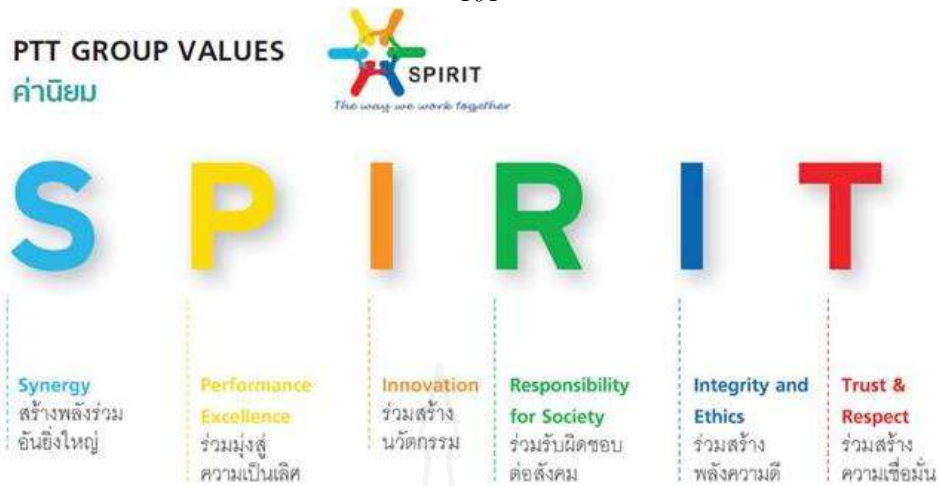 PTT GROUP VALUES
ค่านิยม
SPIRIT
The way we work together
S P I R I T
Synergy
สร้างพลังร่วม
อันยิ่งใหญ่
Performance
Excellence
ร่วมมุ่งสู่
ความเป็นเลิศ
Innovation
ร่วมสร้าง
นวัตกรรม
Responsibility
for Society
ร่วมรับผิดชอบ
ต่อสังคม
Integrity and
Ethics
ร่วมสร้าง
พลังความดี
Trust &
Respect
ร่วมสร้าง
ความเชื่อมั่น